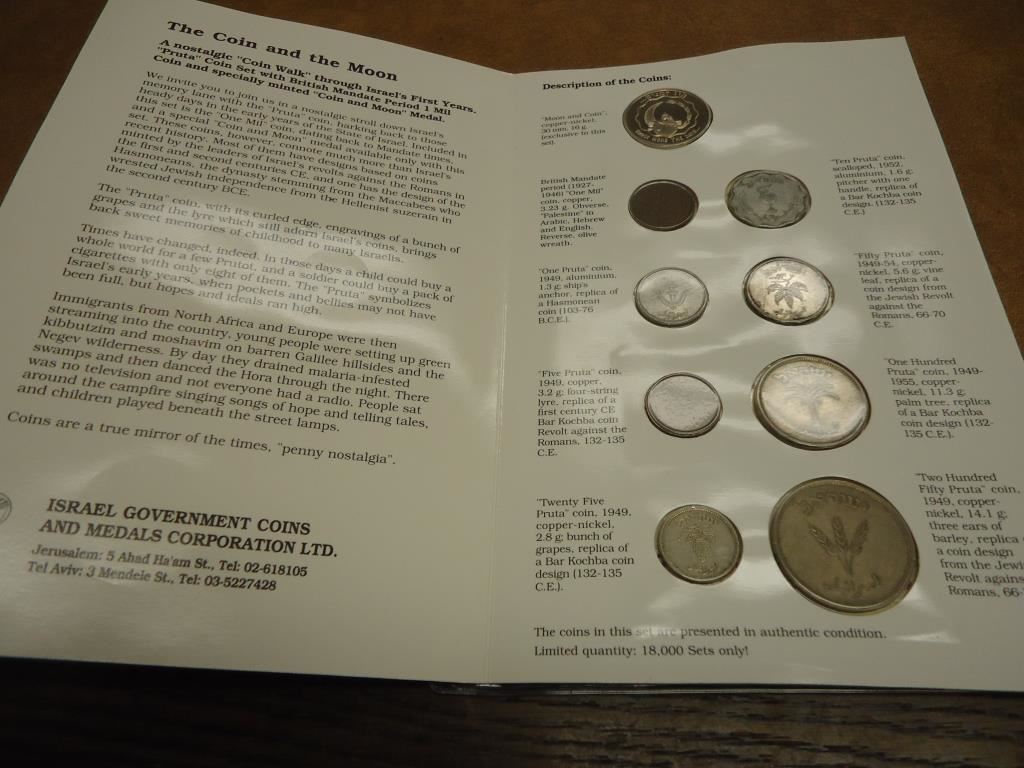 The Coin and the Moon
A nostalgic "Coin Walk" through Israel's First Years.
"Pruta" Coin Set with British Mandate Period 1 Mil
Coin and specially minted "Coin and Moon" Medal.
We invite you to join us in a nostalgic stroll down Israel's
memory lane with the "Pruta" coin, harking back to those
heady days in the early years of the State of Israel. Included in
this set is the "One Mil" coin, dating back to Mandate times,
and a special "Coin and Moon" medal available only with this
set. These coins, however, connote much more than Israel's
recent history. Most of them have designs based on coins
minted by the leaders of Israel's revolts against the Romans in
the first and second centuries CE, and one has the design of the
Hasmoneans, the dynasty stemming from the Maccabees who
wrested Jewish independence from the Hellenist suzerain in
the second century BCE.
The "Pruta" coin, with its curled edge, engravings of a bunch of
grapes and the lyre which still adorn Israel's coins, brings
back sweet memories of childhood to many Israelis.
Times have changed, indeed. In those days a child could buy a
whole world for a few Prutot, and a soldier could buy a pack of
cigarettes with only eight of them. The "Pruta" symbolizes
Israel's early years, when pockets and bellies may not have
been full, but hopes and ideals ran high.
Immigrants from North Africa and Europe were then
streaming into the country, young people were setting up green
kibbutzim and moshavim on barren Galilee hillsides and the
Negev wilderness. By day they drained malaria-infested
swamps and then danced the Hora through the night. There
was no television and not everyone had a radio. People sat
around the campfire singing songs of hope and telling tales,
and children played beneath the street lamps.
Coins are a true mirror of the times, "penny nostalgia".
ISRAEL GOVERNMENT COINS
AND MEDALS CORPORATION LTD.
Jerusalem: 5 Ahad Ha'am St., Tel: 02-618105
Tel Aviv: 3 Mendele St., Tel: 03-5227428
Description of the Coins:
"Moon and Coin",
copper-nickel,
30 mm, 16 g.
(exclusive to this
set).
British Mandate
period (1927-
1946) "One Mil"
coin, copper,
3.23 g. Obverse,
"Palestine" in
Arabic, Hebrew
and English.
Reverse, olive
wreath.
"Ten Pruta" coin,
scalloped, 1952,
aluminium, 1.6 g;
pitcher with one
handle, replica of
a Bar Kochba coin
design. (132-135
C.E.)
"One Pruta" coin,
1949, aluminium,
1.3 g; ship's
anchor, replica of
a Hasmonean
coin (103-76
B.C.E.).
"Fifty Pruta" coin,
1949-54, copper-
nickel, 5.6 g; vine
leaf, replica of a
coin design from
the Jewish Revolt
against the
Romans, 66-70
C.E.
"Five Pruta" coin,
1949, copper,
3.2 g; four-string
lyre, replica of a
first century CE
Bar Kochba coin
Revolt against the
Romans, 132-135
C.E.
"One Hundred
Pruta" coin, 1949-
1955, copper-
nickel, 11.3 g;
palm tree, replica
of a Bar Kochba
coin design (132-
135 C.E.)
"Twenty Five
Pruta" coin, 1949,
copper-nickel,
2.8 g; bunch of
grapes, replica of
a Bar Kochba coin
design (132-135
C.E.).
"Two Hundred
Fifty Pruta" coin,
1949, copper-
nickel, 14.1 g;
three ears of
barley, replica
a coin design
from the
Revolt
Romans, 66-
The coins in this set are presented in authentic condition.
Limited quantity: 18,000 Sets only!